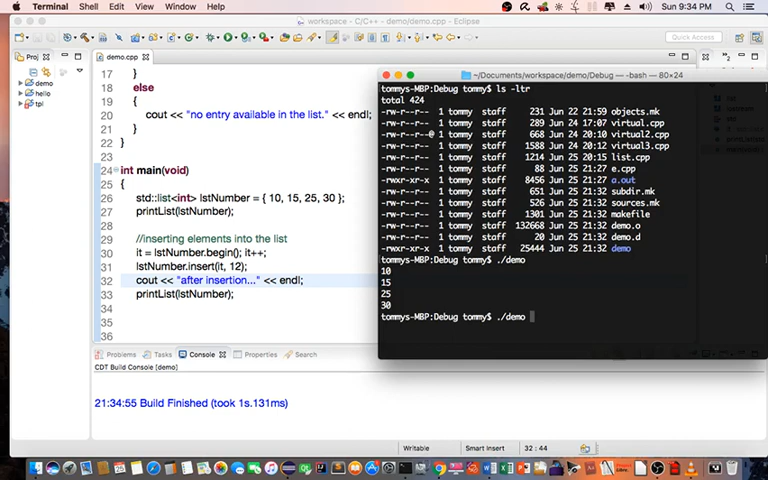 Terminal Shell Edit View Window Help
Sun 9:34 PM
workspace - C/C++ - demo/demo.cpp - Eclipse
Quick Access
Proj
demo
hello
tpl
demo.cpp
17 }
18 else
19 {
20 cout << "no entry available in the list." << endl;
21 }
22 }
23
24 int main(void)
25 {
26 std::list<int> lstNumber = { 10, 15, 25, 30 };
27 printList(lstNumber);
28
29 //inserting elements into the list
30 it = lstNumber.begin(); it++;
31 lstNumber.insert(it, 12);
32 cout << "after insertion..." << endl;
33 printList(lstNumber);
34
35
36
~/Documents/workspace/demo/Debug — -bash — 80×24
tommys-MBP:Debug tommy$ ls -ltr
total 424
-rw-r--r-- 1 tommy staff 231 Jun 22 21:59 objects.mk
-rw-r--r-- 1 tommy staff 289 Jun 24 17:07 virtual.cpp
-rw-r--r--@ 1 tommy staff 668 Jun 24 20:10 virtual2.cpp
-rw-r--r-- 1 tommy staff 1588 Jun 24 20:12 virtual3.cpp
-rw-r--r-- 1 tommy staff 1214 Jun 25 20:15 list.cpp
-rw-r--r-- 1 tommy staff 88 Jun 25 21:27 e.cpp
-rwxr-xr-x 1 tommy staff 8456 Jun 25 21:27 a.out
-rw-r--r-- 1 tommy staff 651 Jun 25 21:32 subdir.mk
-rw-r--r-- 1 tommy staff 526 Jun 25 21:32 sources.mk
-rw-r--r-- 1 tommy staff 1301 Jun 25 21:32 makefile
-rw-r--r-- 1 tommy staff 132668 Jun 25 21:32 demo.o
-rw-r--r-- 1 tommy staff 20 Jun 25 21:32 demo.d
-rwxr-xr-x 1 tommy staff 25444 Jun 25 21:32 demo
tommys-MBP:Debug tommy$ ./demo
10
15
25
30
tommys-MBP:Debug tommy$ ./demo
Problems Tasks Console Properties Search
CDT Build Console [demo]
21:34:55 Build Finished (took 1s.131ms)
Writable Smart Insert 32 : 44